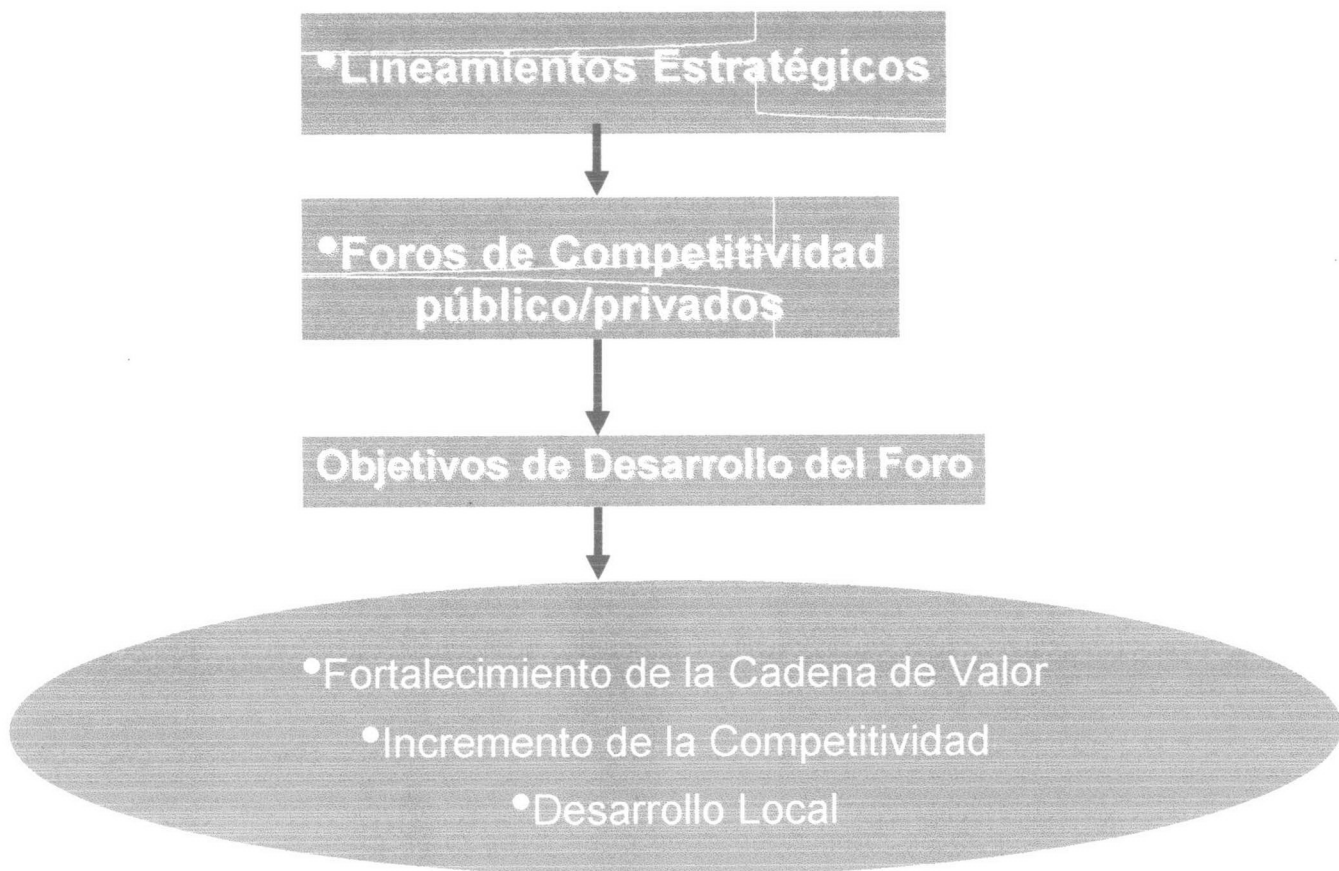 •Lineamientos Estratégicos
•Foros de Competitividad
público/privados
Objetivos de Desarrollo del Foro
•Fortalecimiento de la Cadena de Valor
•Incremento de la Competitividad
•Desarrollo Local